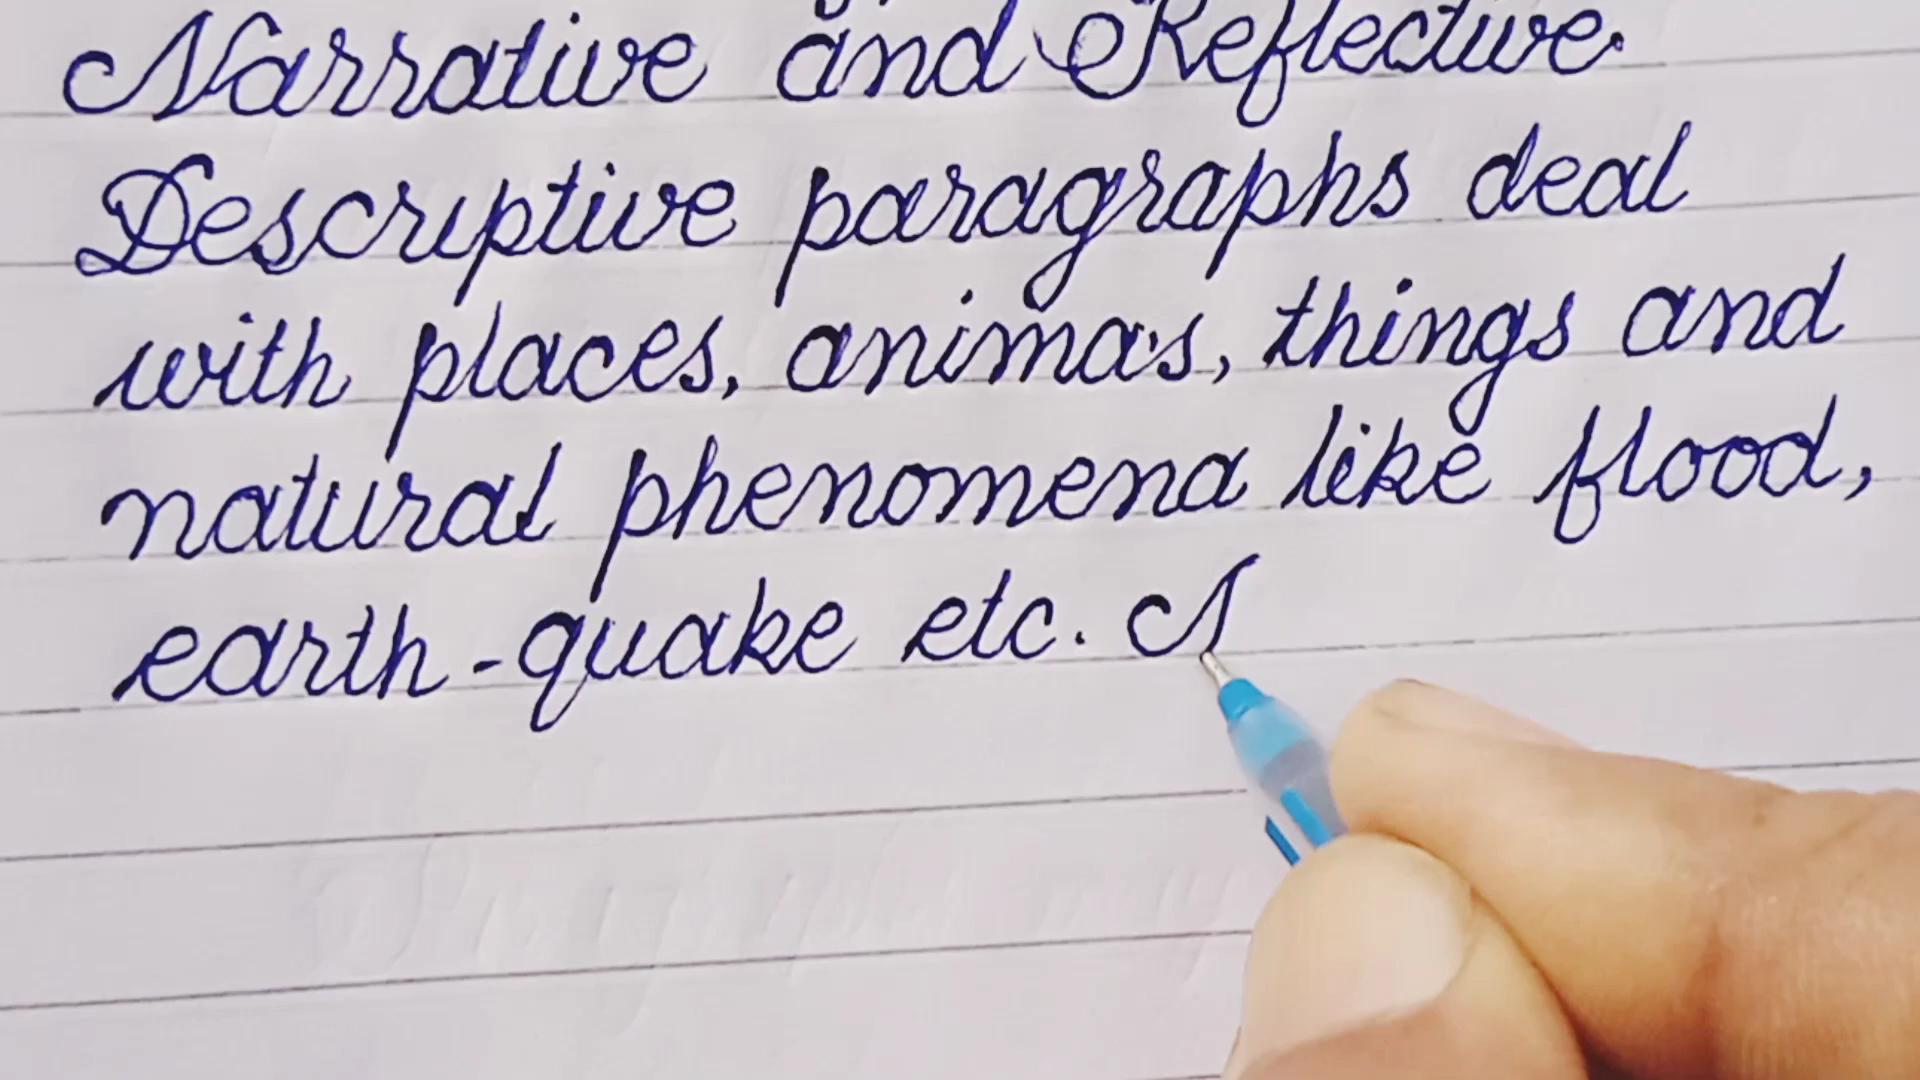 Narrative and Reflective.
Descriptive paragraphs deal
with places, animas, things and
natural phenomena like flood,
earth-quake etc.